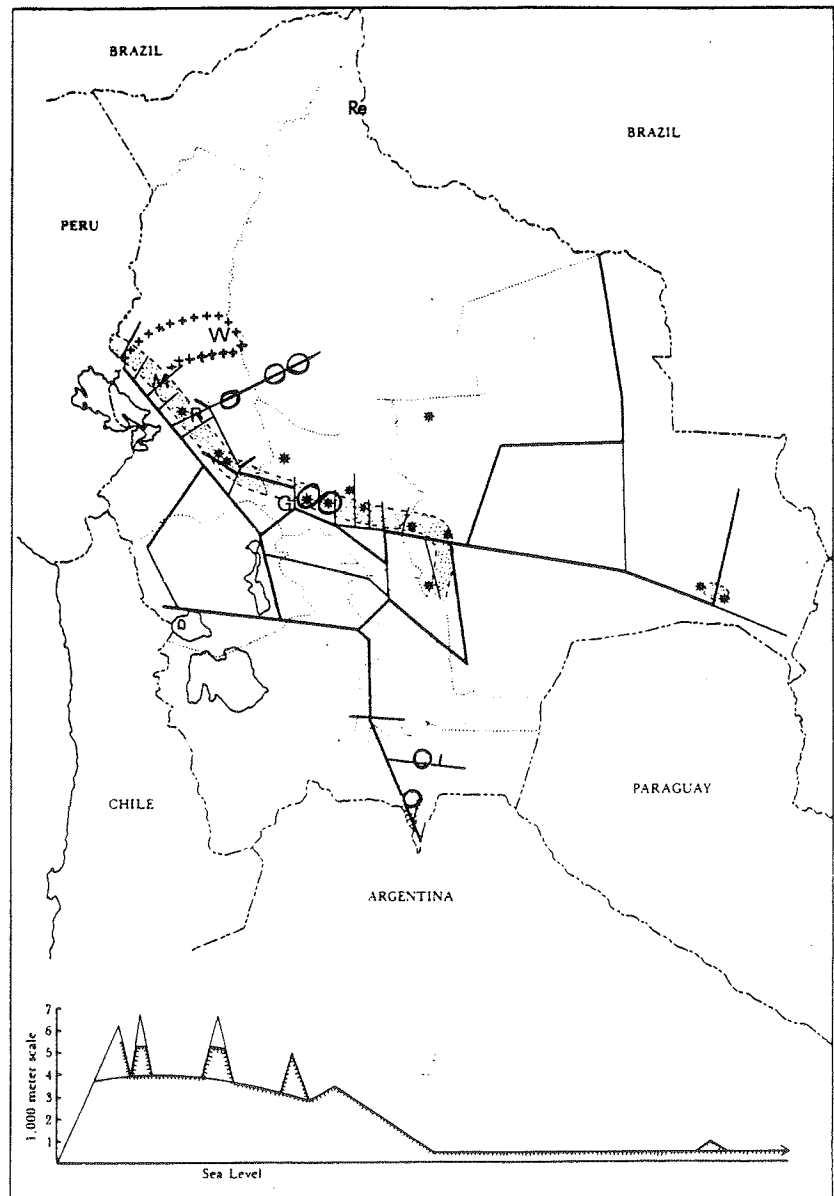 BRAZIL
Re
BRAZIL
PERU
W
M
R
G
CHILE
PARAGUAY
ARGENTINA
7
6
5
4
3
2
1
1,000 meter scale
Sea Level